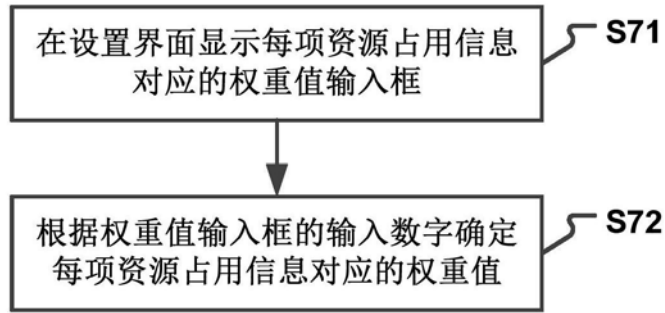 在设置界面显示每项资源占用信息
对应的权重值输入框
S71
根据权重值输入框的输入数字确定
每项资源占用信息对应的权重值
S72